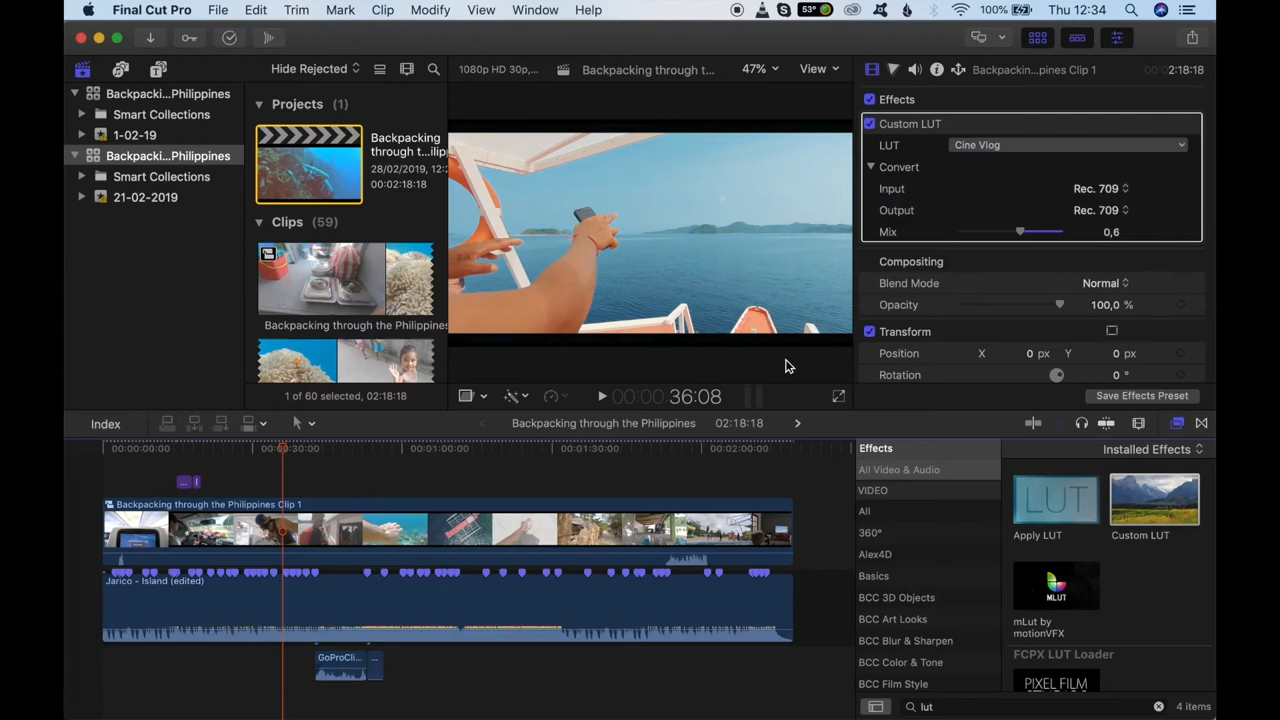 Final Cut Pro File Edit Trim Mark Clip Modify View Window Help 53° 100% Thu 12:34
Hide Rejected 1080p HD 30p,... Backpacking through t... 47% View Backpackin...pines Clip 1 2:18:18
Backpacki...Philippines
Smart Collections
1-02-19
Backpacki...Philippines
Smart Collections
21-02-2019
Projects (1)
Backpacking
through t...ilipp
28/02/2019, 12:2
00:02:18:18
Clips (59)
Backpacking through the Philippines
1 of 60 selected, 02:18:18
00:00:00 36:08
Effects
Custom LUT
LUT Cine Vlog
Convert
Input Rec. 709
Output Rec. 709
Mix 0,6
Compositing
Blend Mode Normal
Opacity 100,0 %
Transform
Position X 0 px Y 0 px
Rotation 0 °
Save Effects Preset
Index Backpacking through the Philippines 02:18:18
00:00:00:00 00:00:30:00 00:01:00:00 00:01:30:00 00:02:00:00
Backpacking through the Philippines Clip 1
Jarico - Island (edited)
GoProCli... ...
Effects Installed Effects
All Video & Audio
VIDEO
All
360°
Alex4D
Basics
BCC 3D Objects
BCC Art Looks
BCC Blur & Sharpen
BCC Color & Tone
BCC Film Style
LUT
Apply LUT
Custom LUT
MLUT
mLut by
motionVFX
FCPX LUT Loader
PIXEL FILM
lut 4 items